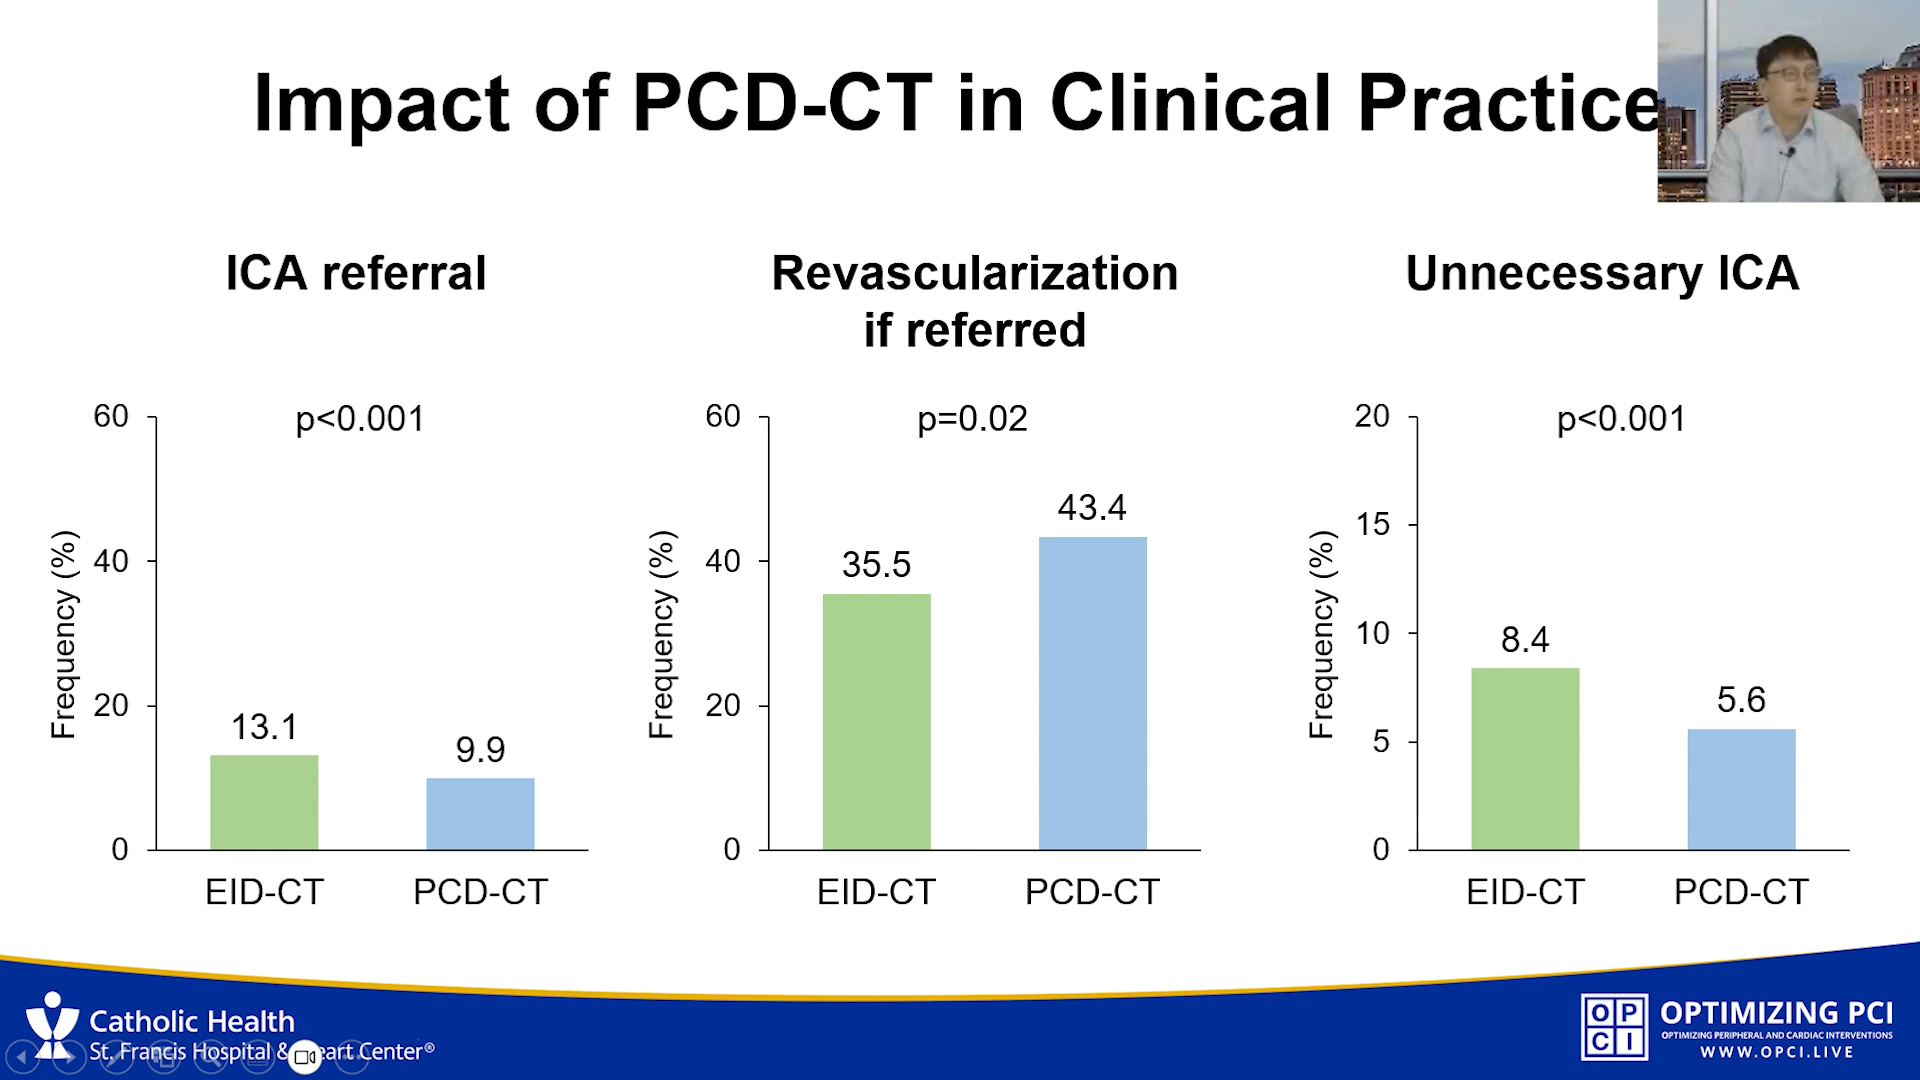 Impact of PCD-CT in Clinical Practice
ICA referral
p<0.001
Frequency (%)
60
40
20
0
13.1
9.9
EID-CT
PCD-CT
Revascularization
if referred
p=0.02
Frequency (%)
60
40
20
0
35.5
43.4
EID-CT
PCD-CT
Unnecessary ICA
p<0.001
Frequency (%)
20
15
10
5
0
8.4
5.6
EID-CT
PCD-CT
Catholic Health
St. Francis Hospital & Heart Center®
OP
CI
OPTIMIZING PCI
OPTIMIZING PERIPHERAL AND CARDIAC INTERVENTIONS
WWW.OPCI.LIVE